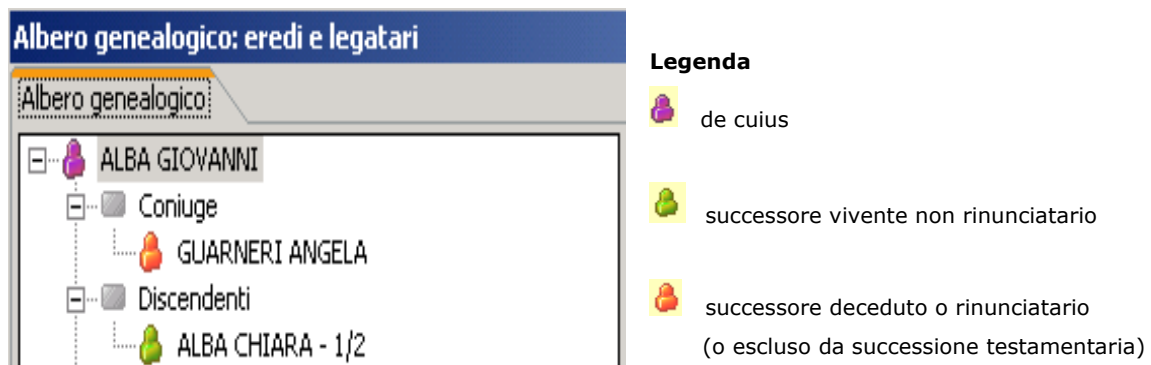 Albero genealogico: eredi e legatari
Albero genealogico
ALBA GIOVANNI
Coniuge
GUARNERI ANGELA
Discendenti
ALBA CHIARA - 1/2
Legenda
de cuius
successore vivente non rinunciatario
successore deceduto o rinunciatario
(o escluso da successione testamentaria)